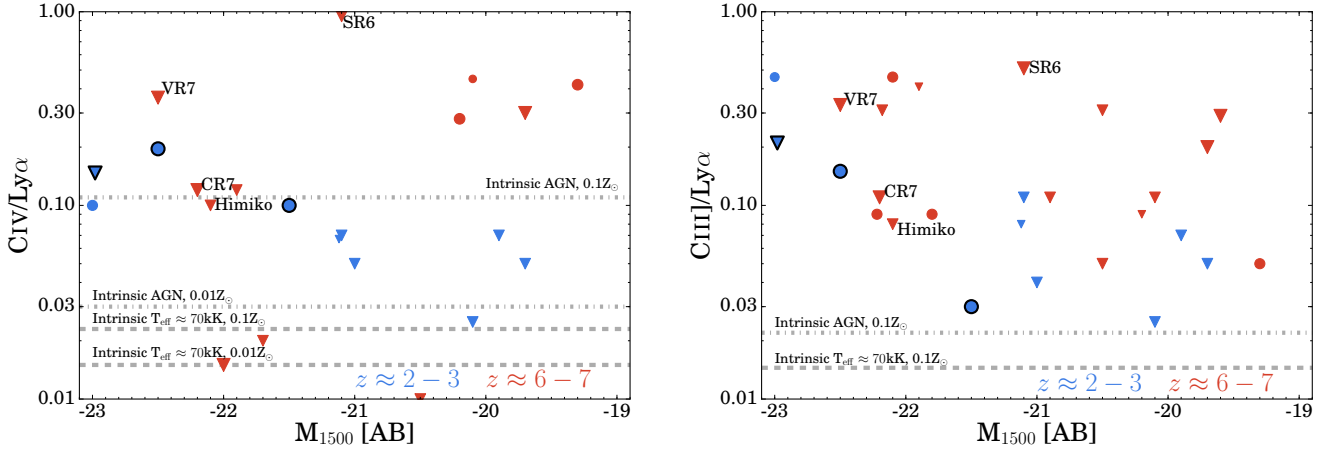 1.00
0.30
0.10
0.03
0.01
CIV/Lyα
SR6
VR7
CR7
Himiko
Intrinsic AGN, 0.1Z⊙
Intrinsic AGN, 0.01Z⊙
Intrinsic Teff ≈ 70kK, 0.1Z⊙
Intrinsic Teff ≈ 70kK, 0.01Z⊙
z ≈ 2 − 3 z ≈ 6 − 7
-23 -22 -21 -20 -19
M1500 [AB]
1.00
0.30
0.10
0.03
0.01
CIII]/Lyα
SR6
VR7
CR7
Himiko
Intrinsic AGN, 0.1Z⊙
Intrinsic Teff ≈ 70kK, 0.1Z⊙
z ≈ 2 − 3 z ≈ 6 − 7
-23 -22 -21 -20 -19
M1500 [AB]